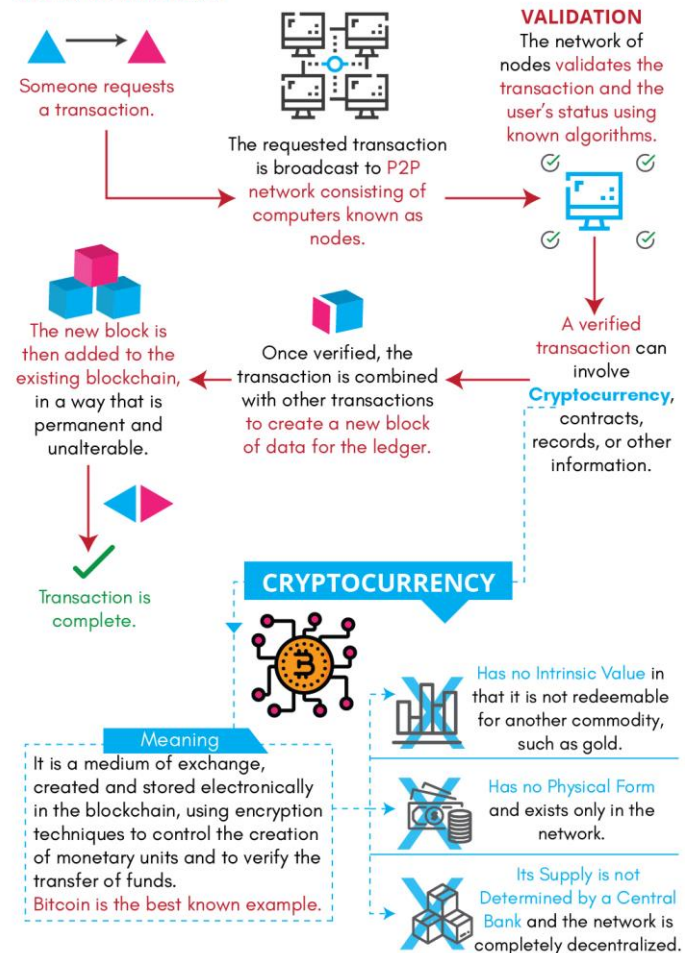 Someone requests
a transaction.
The requested transaction
is broadcast to P2P
network consisting of
computers known as
nodes.
VALIDATION
The network of
nodes validates the
transaction and the
user's status using
known algorithms.
A verified
transaction can
involve
Cryptocurrency,
contracts,
records, or other
information.
Once verified, the
transaction is combined
with other transactions
to create a new block
of data for the ledger.
The new block is
then added to the
existing blockchain,
in a way that is
permanent and
unalterable.
Transaction is
complete.
CRYPTOCURRENCY
Meaning
It is a medium of exchange,
created and stored electronically
in the blockchain, using encryption
techniques to control the creation
of monetary units and to verify the
transfer of funds.
Bitcoin is the best known example.
Has no Intrinsic Value in
that it is not redeemable
for another commodity,
such as gold.
Has no Physical Form
and exists only in the
network.
Its Supply is not
Determined by a Central
Bank and the network is
completely decentralized.